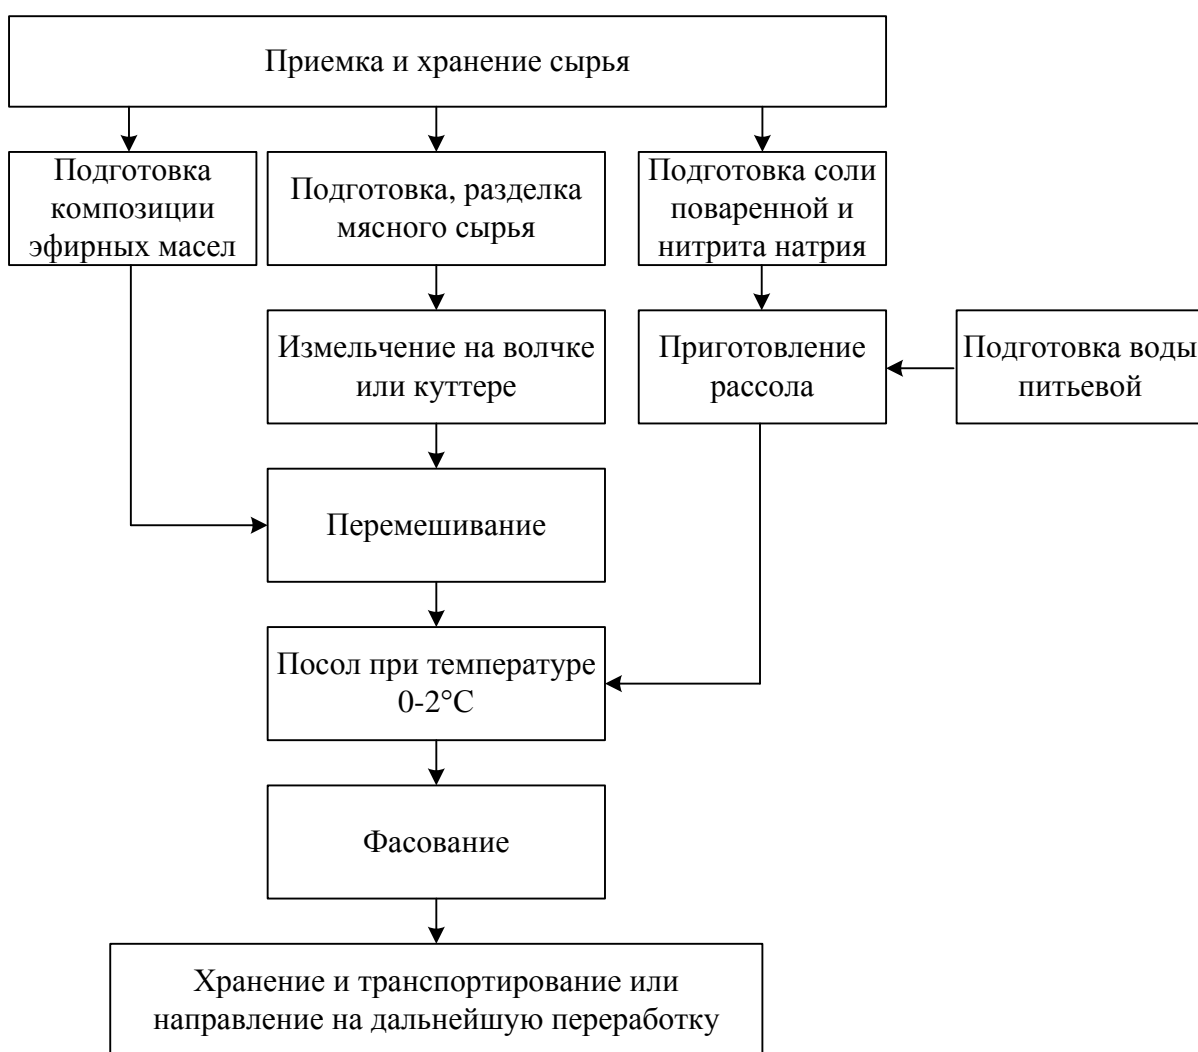 Приемка и хранение сырья
Подготовка
композиции
эфирных масел
Подготовка, разделка
мясного сырья
Подготовка соли
поваренной и
нитрита натрия
Измельчение на волчке
или куттере
Приготовление
рассола
Подготовка воды
питьевой
Перемешивание
Посол при температуре
0-2°С
Фасование
Хранение и транспортирование или
направление на дальнейшую переработку